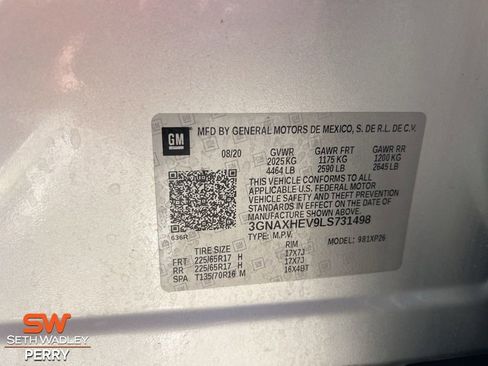 GM
MFD BY GENERAL MOTORS DE MEXICO, S. DE R.L. DE C.V.
08/20 GVWR GAWR FRT GAWR RR
2025 KG 1175 KG 1200 KG
4464 LB 2590 LB 2645 LB
THIS VEHICLE CONFORMS TO ALL
APPLICABLE U.S. FEDERAL MOTOR
VEHICLE SAFETY AND THEFT PREVENTION
STANDARDS IN EFFECT ON THE DATE OF
MANUFACTURE SHOWN ABOVE.
3GNAXHEV9LS731498
636R
TYPE: M.P.V. MODEL: 981XP26
TIRE SIZE RIM
FRT 225/65R17 H 17X7J
RR 225/65R17 H 17X7J
SPA T135/70R16 M 16X4BT
SW
SETH WADLEY
PERRY